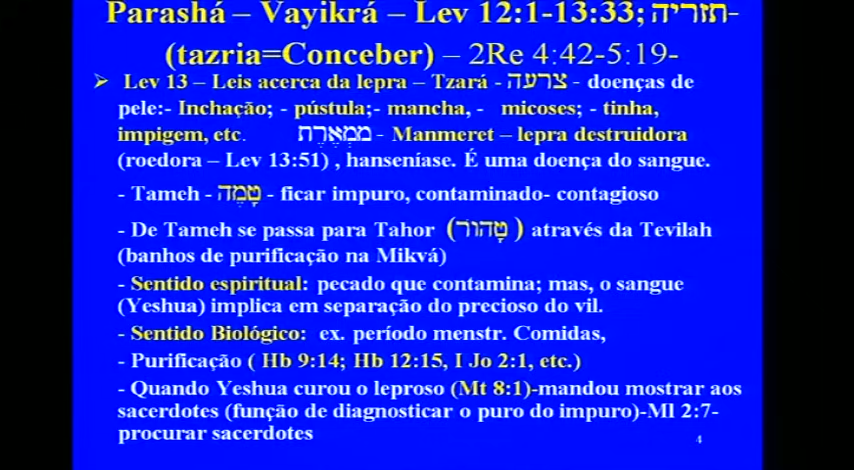 Parashá – Vayikrá – Lev 12:1-13:33; תזריה-
(tazria=Conceber) – 2Re 4:42-5:19-
➢ Lev 13 – Leis acerca da lepra – Tzará - צרעה - doenças de
pele:- Inchação; - pústula;- mancha, - micoses; - tinha,
impigem, etc. ממְאֶרֶת - Manmeret – lepra destruidora
(roedora – Lev 13:51) , hanseníase. É uma doença do sangue.
- Tameh - טָמֶה - ficar impuro, contaminado- contagioso
- De Tameh se passa para Tahor (טָהוֹר ) através da Tevilah
(banhos de purificação na Mikvá)
- Sentido espiritual: pecado que contamina; mas, o sangue
(Yeshua) implica em separação do precioso do vil.
- Sentido Biológico: ex. período menstr. Comidas,
- Purificação ( Hb 9:14; Hb 12:15, I Jo 2:1, etc.)
- Quando Yeshua curou o leproso (Mt 8:1)-mandou mostrar aos
sacerdotes (função de diagnosticar o puro do impuro)-Ml 2:7-
procurar sacerdotes
4